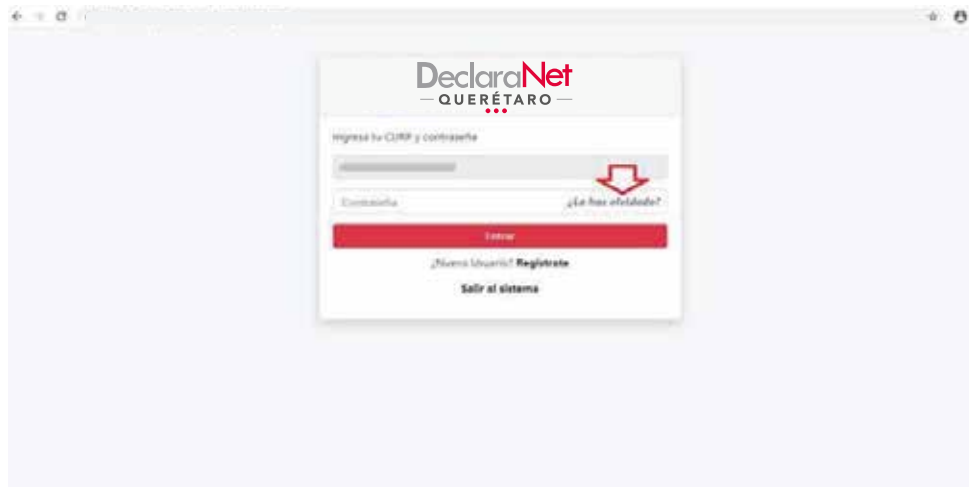 DeclaraNet
QUERÉTARO
Ingresa tu CURP y contraseña
Contraseña
¿La has olvidado?
Entrar
¿Nuevo Usuario? Regístrate
Salir al sistema